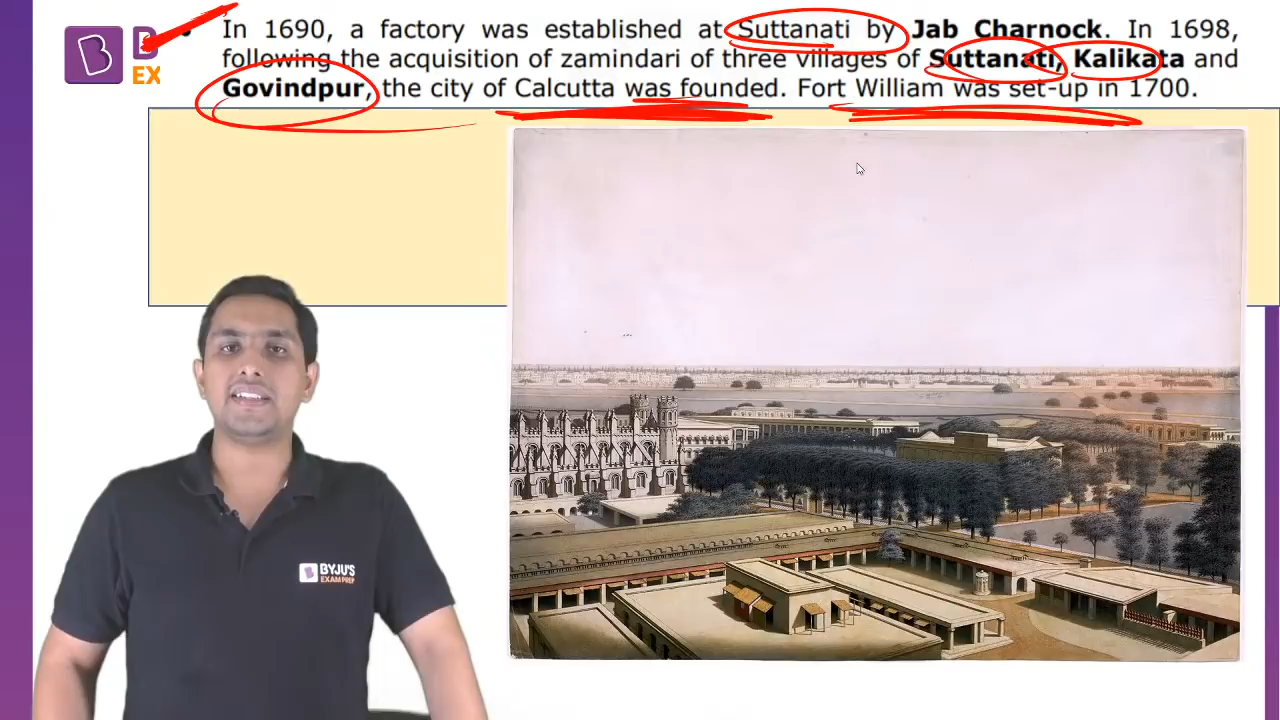 In 1690, a factory was established at Suttanati by Jab Charnock. In 1698,
following the acquisition of zamindari of three villages of Suttanati, Kalikata and
Govindpur, the city of Calcutta was founded. Fort William was set-up in 1700.
B
EX
BYJU'S
EXAM PREP